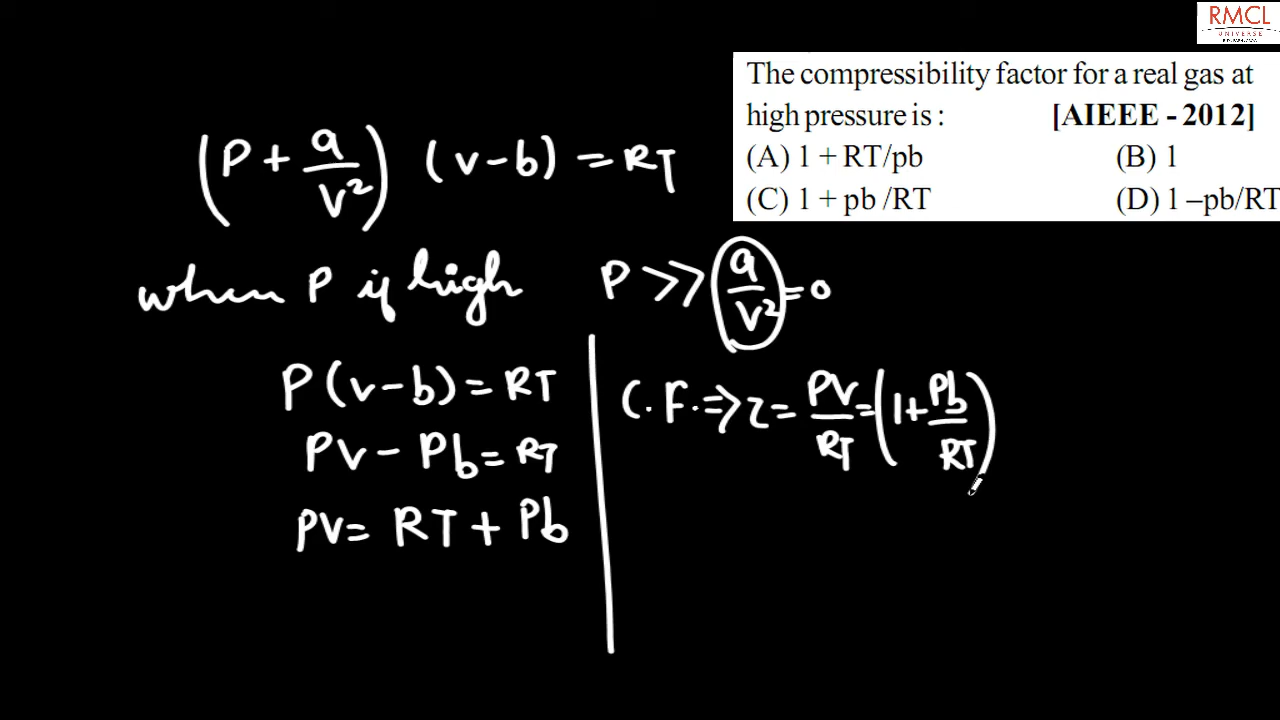 RMCL
UNIVERSE
The compressibility factor for a real gas at
high pressure is : [AIEEE - 2012]
(A) 1 + RT/pb (B) 1
(C) 1 + pb /RT (D) 1 –pb/RT
(P + a/V²) (V-b) = RT
when P is high P >> a/V² = 0
P(V-b) = RT
PV - Pb = RT
PV = RT + Pb
C.F. ⇒ Z = PV/RT = (1 + Pb/RT)